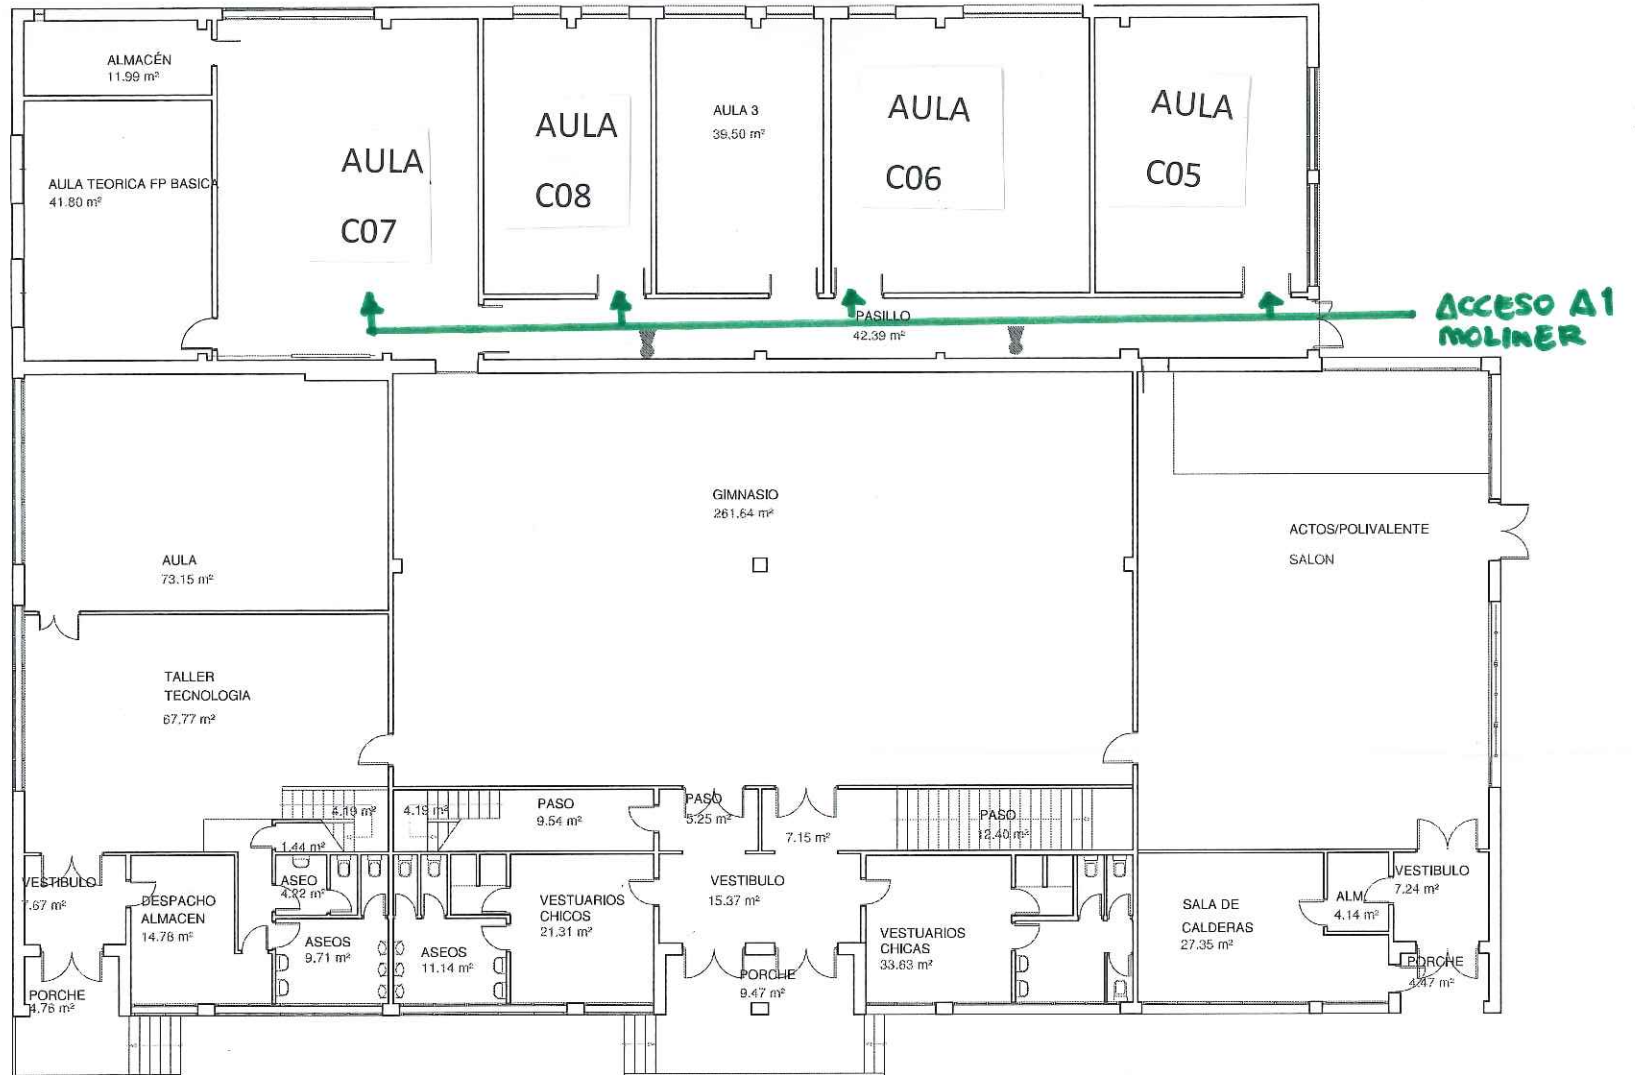 ALMACÉN
11.99 m²
AULA TEORICA FP BASICA
41.80 m²
AULA
C07
AULA
C08
AULA 3
39.50 m²
AULA
C06
AULA
C05
PASILLO
42.39 m²
ACCESO A1
MOLINER
GIMNASIO
261.64 m²
ACTOS/POLIVALENTE
SALON
AULA
73.15 m²
TALLER
TECNOLOGIA
67.77 m²
4.19 m²
4.19 m²
PASO
9.54 m²
PASO
5.25 m²
7.15 m²
PASO
12.40 m²
1.44 m²
VESTIBULO
7.67 m²
DESPACHO
ALMACEN
14.78 m²
ASEO
4.22 m²
ASEOS
9.71 m²
ASEOS
11.14 m²
VESTUARIOS
CHICOS
21.31 m²
VESTIBULO
15.37 m²
VESTUARIOS
CHICAS
33.63 m²
SALA DE
CALDERAS
27.35 m²
ALM.
4.14 m²
VESTIBULO
7.24 m²
PORCHE
4.76 m²
PORCHE
9.47 m²
PORCHE
4.47 m²